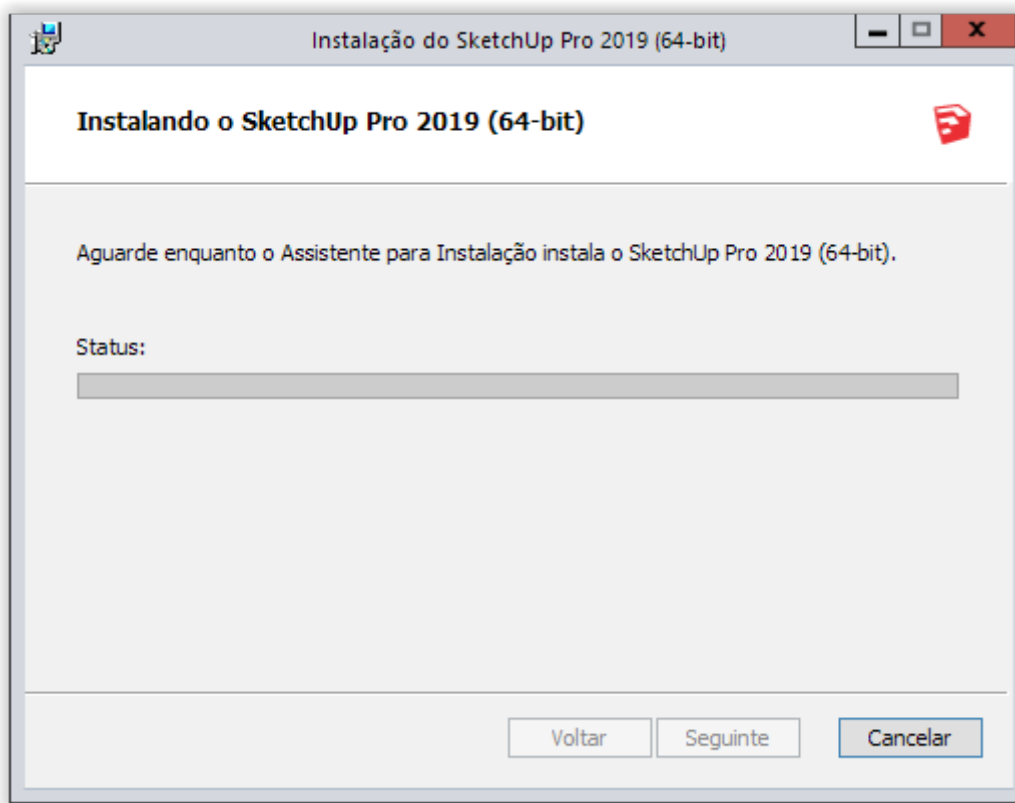 Instalação do SketchUp Pro 2019 (64-bit)
Instalando o SketchUp Pro 2019 (64-bit)
Aguarde enquanto o Assistente para Instalação instala o SketchUp Pro 2019 (64-bit).
Status:
Voltar Seguinte Cancelar